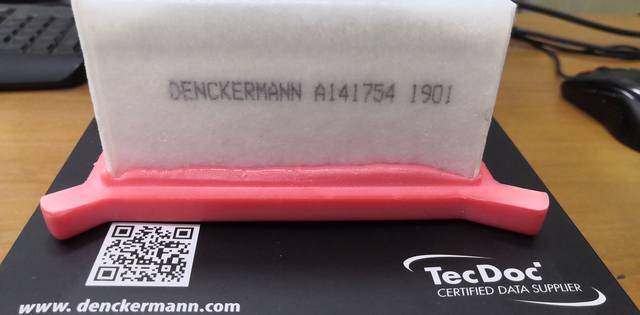 DENCKERMANN A141754 1901
TecDoc
CERTIFIED DATA SUPPLIER
www. denckermann.com